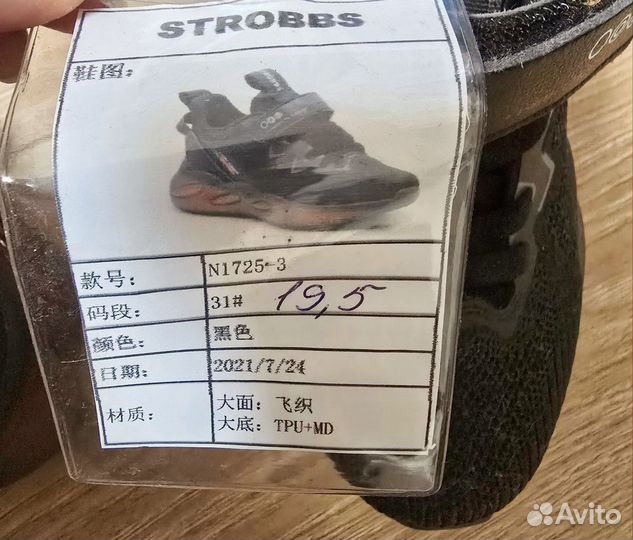 STROBBS
鞋图:
款号: N1725-3
码段: 31# 19,5
颜色: 黑色
日期: 2021/7/24
材质: 大面: 飞织
大底: TPU+MD
Avito